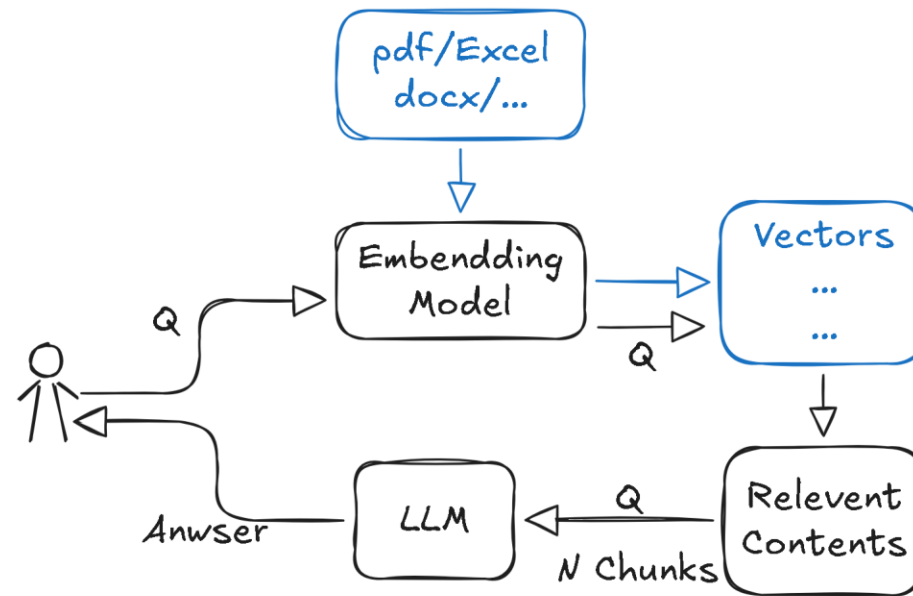 pdf/Excel
docx/...
Embendding
Model
Vectors
...
...
Q
Q
Relevent
Contents
Q
N Chunks
LLM
Anwser